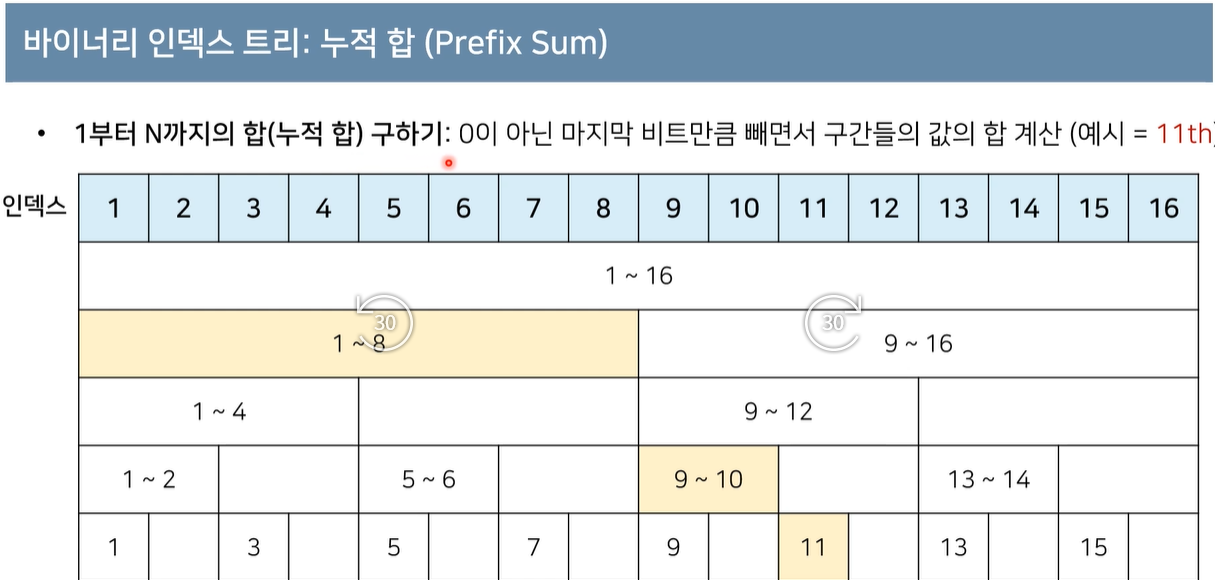 바이너리 인덱스 트리: 누적 합 (Prefix Sum)
• 1부터 N까지의 합(누적 합) 구하기: 0이 아닌 마지막 비트만큼 빼면서 구간들의 값의 합 계산 (예시 = 11th)
인덱스 1 2 3 4 5 6 7 8 9 10 11 12 13 14 15 16
1 ~ 16
30 30
1 ~ 8 9 ~ 16
1 ~ 4 9 ~ 12
1 ~ 2 5 ~ 6 9 ~ 10 13 ~ 14
1 3 5 7 9 11 13 15